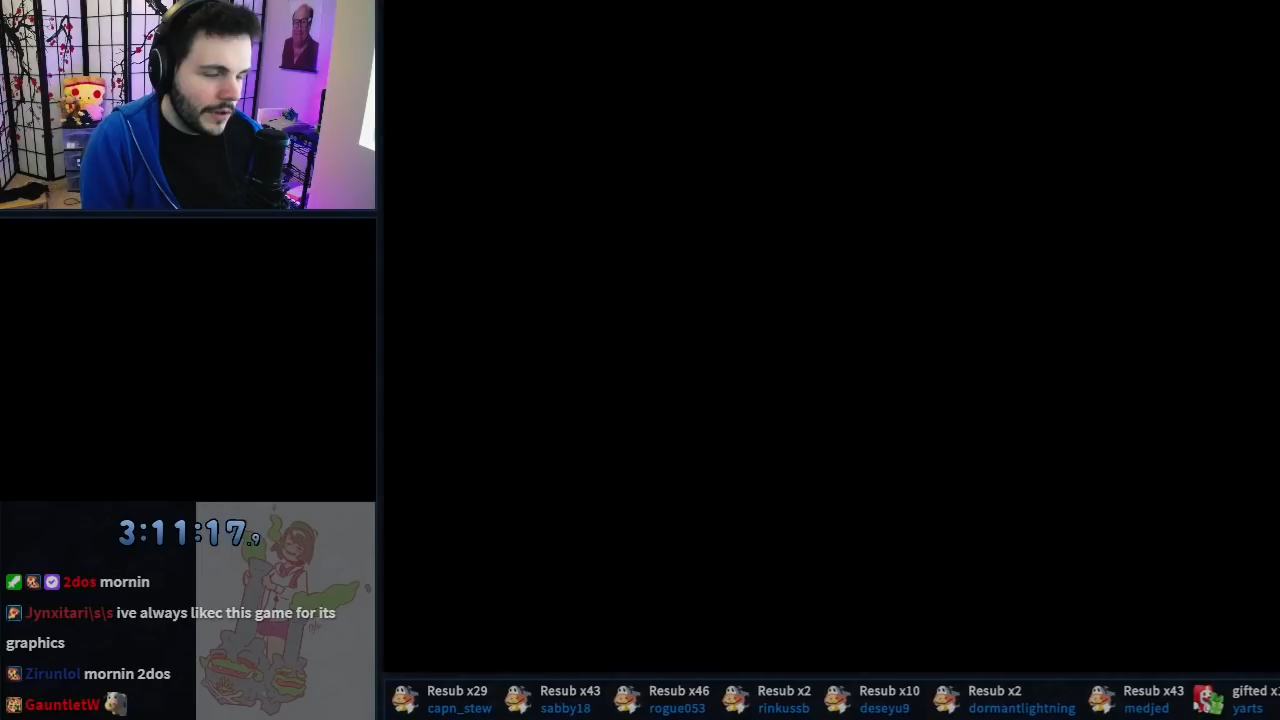 3:11:17.9
2dos mornin
Jynxitari\s\s ive always likec this game for its
graphics
Zirunlol mornin 2dos
GauntletW
Resub x29
capn_stew
Resub x43
sabby18
Resub x46
rogue053
Resub x2
rinkussb
Resub x10
deseyu9
Resub x2
dormantlightning
Resub x43
medjed
gifted
yarts